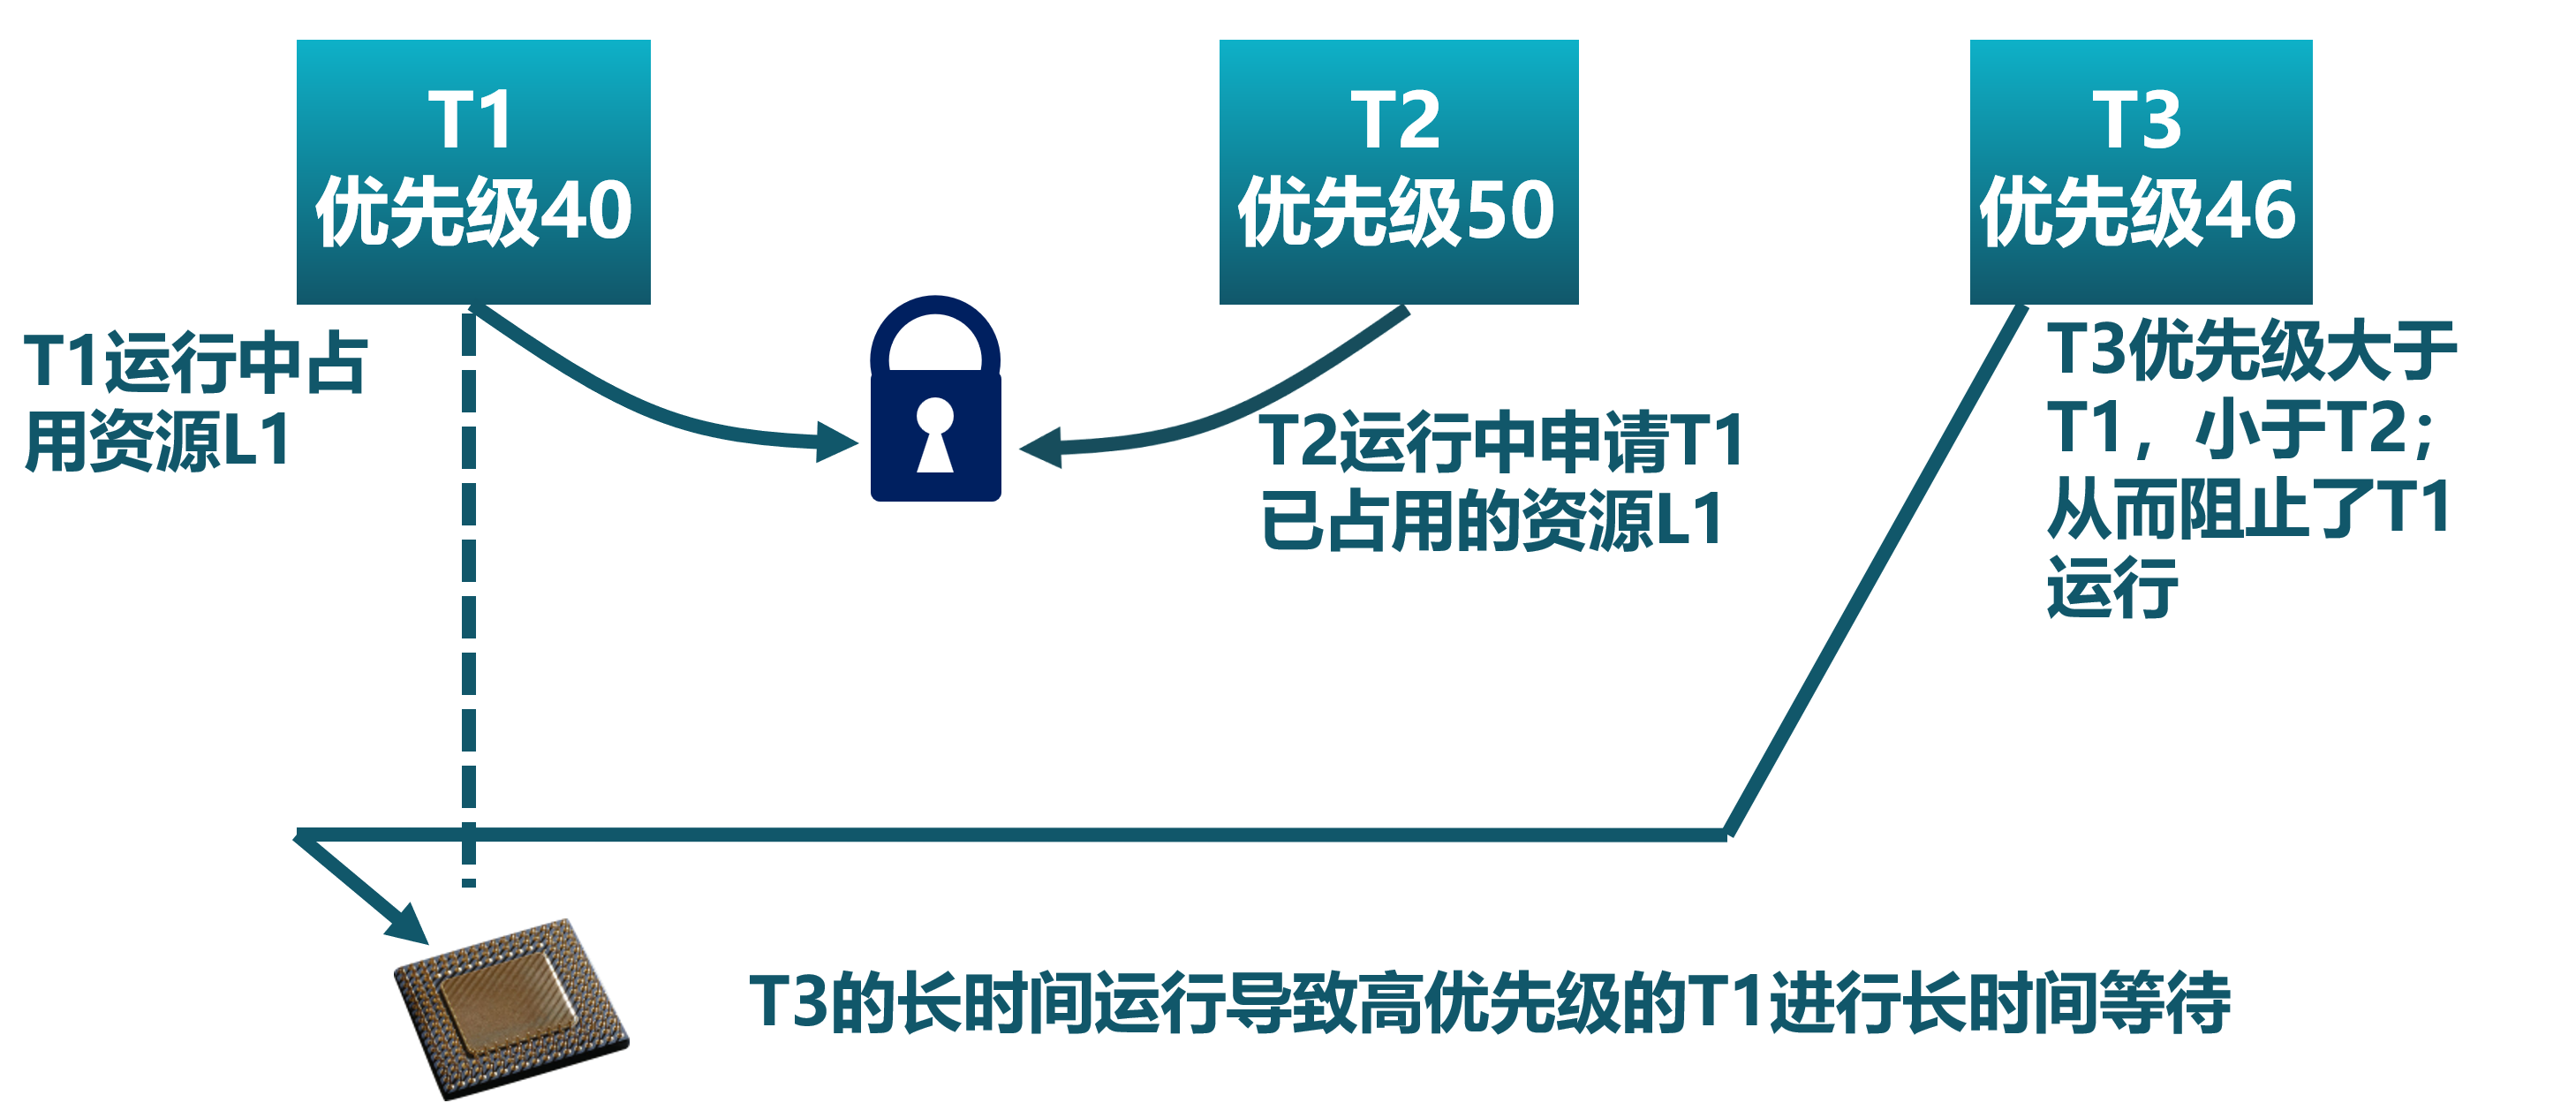 T1
优先级40
T2
优先级50
T3
优先级46
T1运行中占
用资源L1
T2运行中申请T1
已占用的资源L1
T3优先级大于
T1，小于T2；
从而阻止了T1
运行
T3的长时间运行导致高优先级的T1进行长时间等待